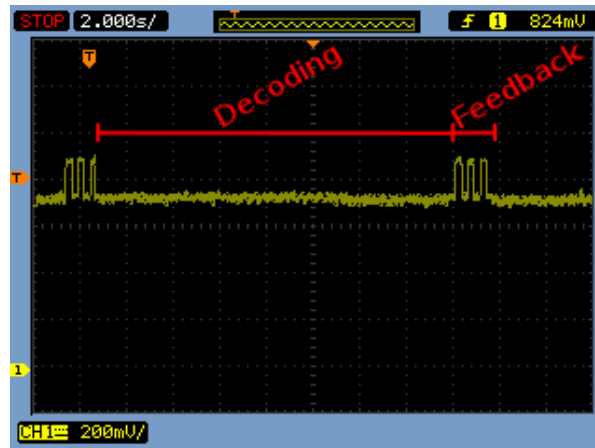 STOP 2.000s/ T 1 824mV
T
Decoding Feedback
T
1
CH1 200mV/